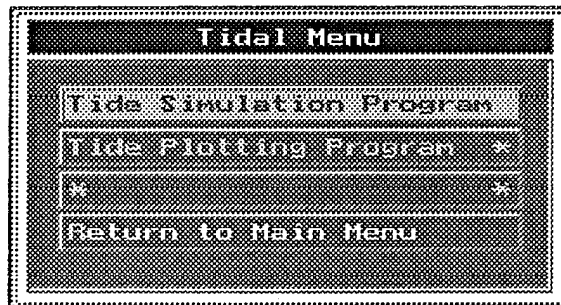 Tidal Menu
Tide Simulation Program
Tide Plotting Program *
* *
Return to Main Menu